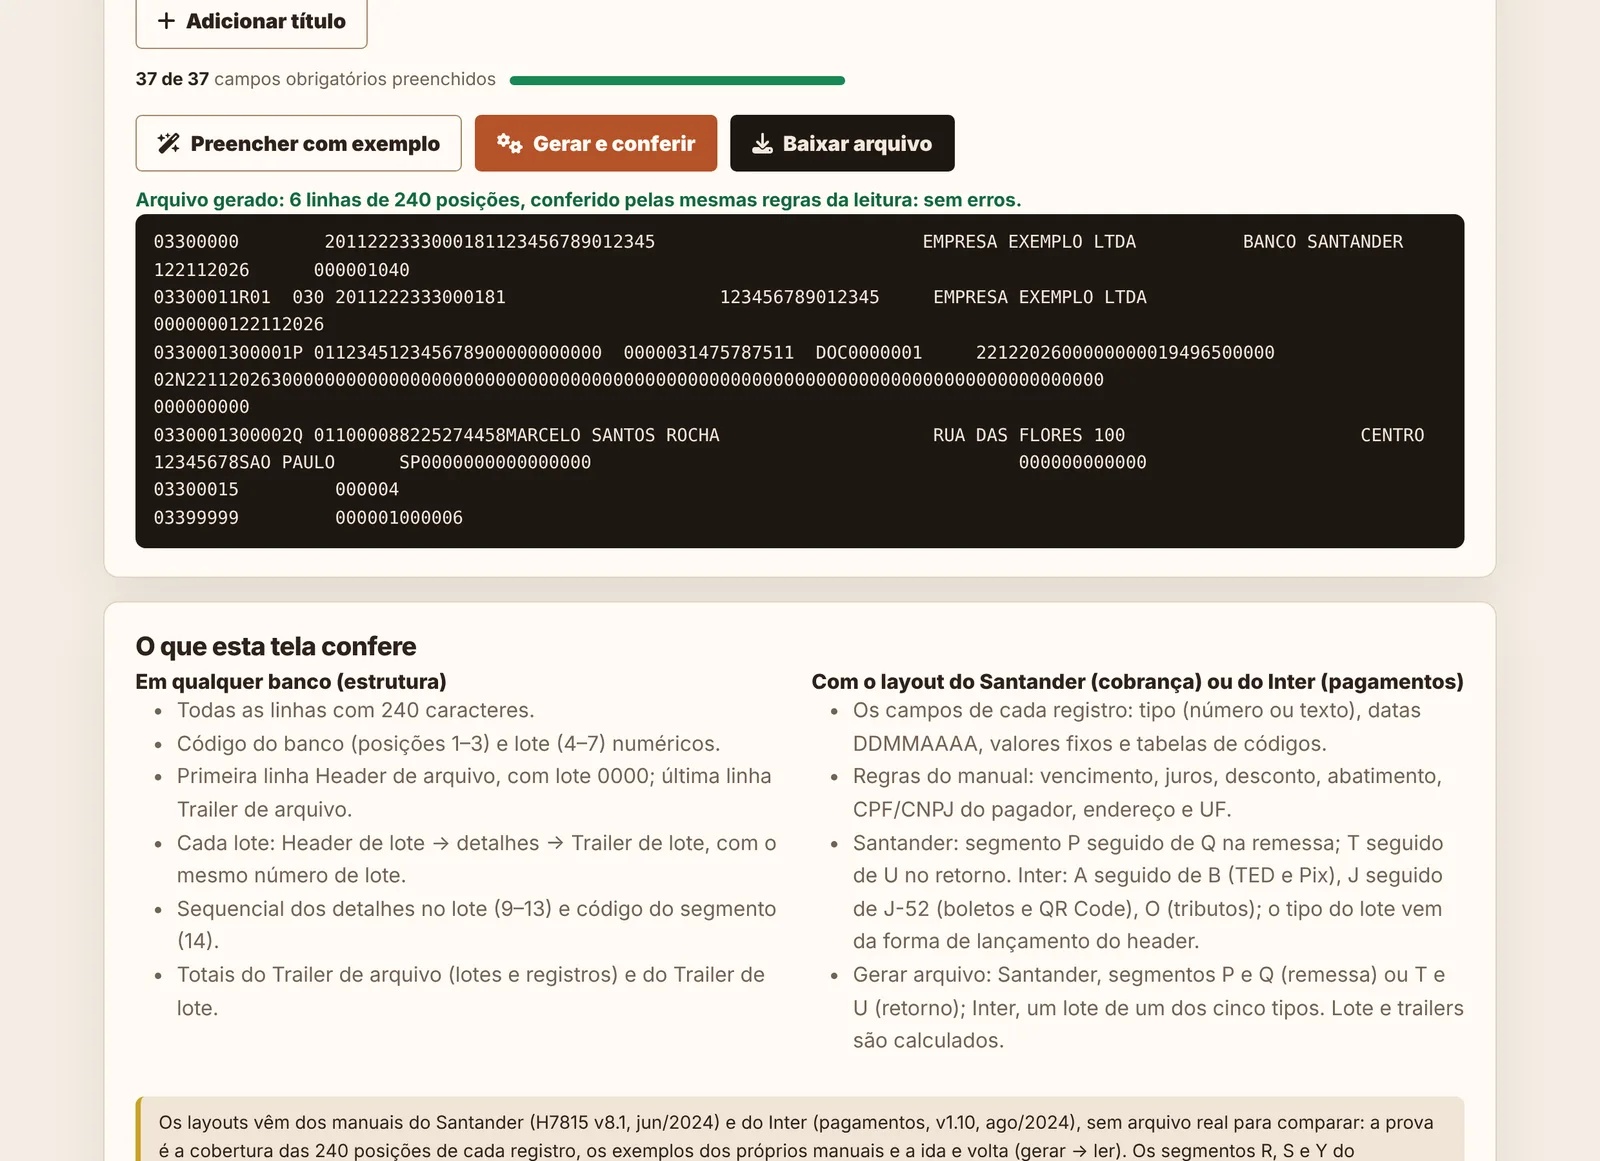 + Adicionar título
37 de 37 campos obrigatórios preenchidos
Preencher com exemplo
Gerar e conferir
Baixar arquivo
Arquivo gerado: 6 linhas de 240 posições, conferido pelas mesmas regras da leitura: sem erros.
03300000        2011222333000181123456789012345                         EMPRESA EXEMPLO LTDA          BANCO SANTANDER
122112026      000001040
03300011R01  030 2011222333000181                    123456789012345     EMPRESA EXEMPLO LTDA
0000000122112026
0330001300001P 011234512345678900000000000  0000031475787511  DOC0000001     2212202600000000019496500000
02N22112026300000000000000000000000000000000000000000000000000000000000000000000000000000
000000000
0330001300002Q 011000088225274458MARCELO SANTOS ROCHA                    RUA DAS FLORES 100                      CENTRO
12345678SAO PAULO      SP0000000000000000                                        000000000000
03300015         000004
03399999         000001000006
O que esta tela confere
Em qualquer banco (estrutura)
• Todas as linhas com 240 caracteres.
• Código do banco (posições 1–3) e lote (4–7) numéricos.
• Primeira linha Header de arquivo, com lote 0000; última linha
Trailer de arquivo.
• Cada lote: Header de lote → detalhes → Trailer de lote, com o
mesmo número de lote.
• Sequencial dos detalhes no lote (9–13) e código do segmento
(14).
• Totais do Trailer de arquivo (lotes e registros) e do Trailer de
lote.
Com o layout do Santander (cobrança) ou do Inter (pagamentos)
• Os campos de cada registro: tipo (número ou texto), datas
DDMMAAAA, valores fixos e tabelas de códigos.
• Regras do manual: vencimento, juros, desconto, abatimento,
CPF/CNPJ do pagador, endereço e UF.
• Santander: segmento P seguido de Q na remessa; T seguido
de U no retorno. Inter: A seguido de B (TED e Pix), J seguido
de J-52 (boletos e QR Code), O (tributos); o tipo do lote vem
da forma de lançamento do header.
• Gerar arquivo: Santander, segmentos P e Q (remessa) ou T e
U (retorno); Inter, um lote de um dos cinco tipos. Lote e trailers
são calculados.
Os layouts vêm dos manuais do Santander (H7815 v8.1, jun/2024) e do Inter (pagamentos, v1.10, ago/2024), sem arquivo real para comparar: a prova
é a cobertura das 240 posições de cada registro, os exemplos dos próprios manuais e a ida e volta (gerar → ler). Os segmentos R, S e Y do